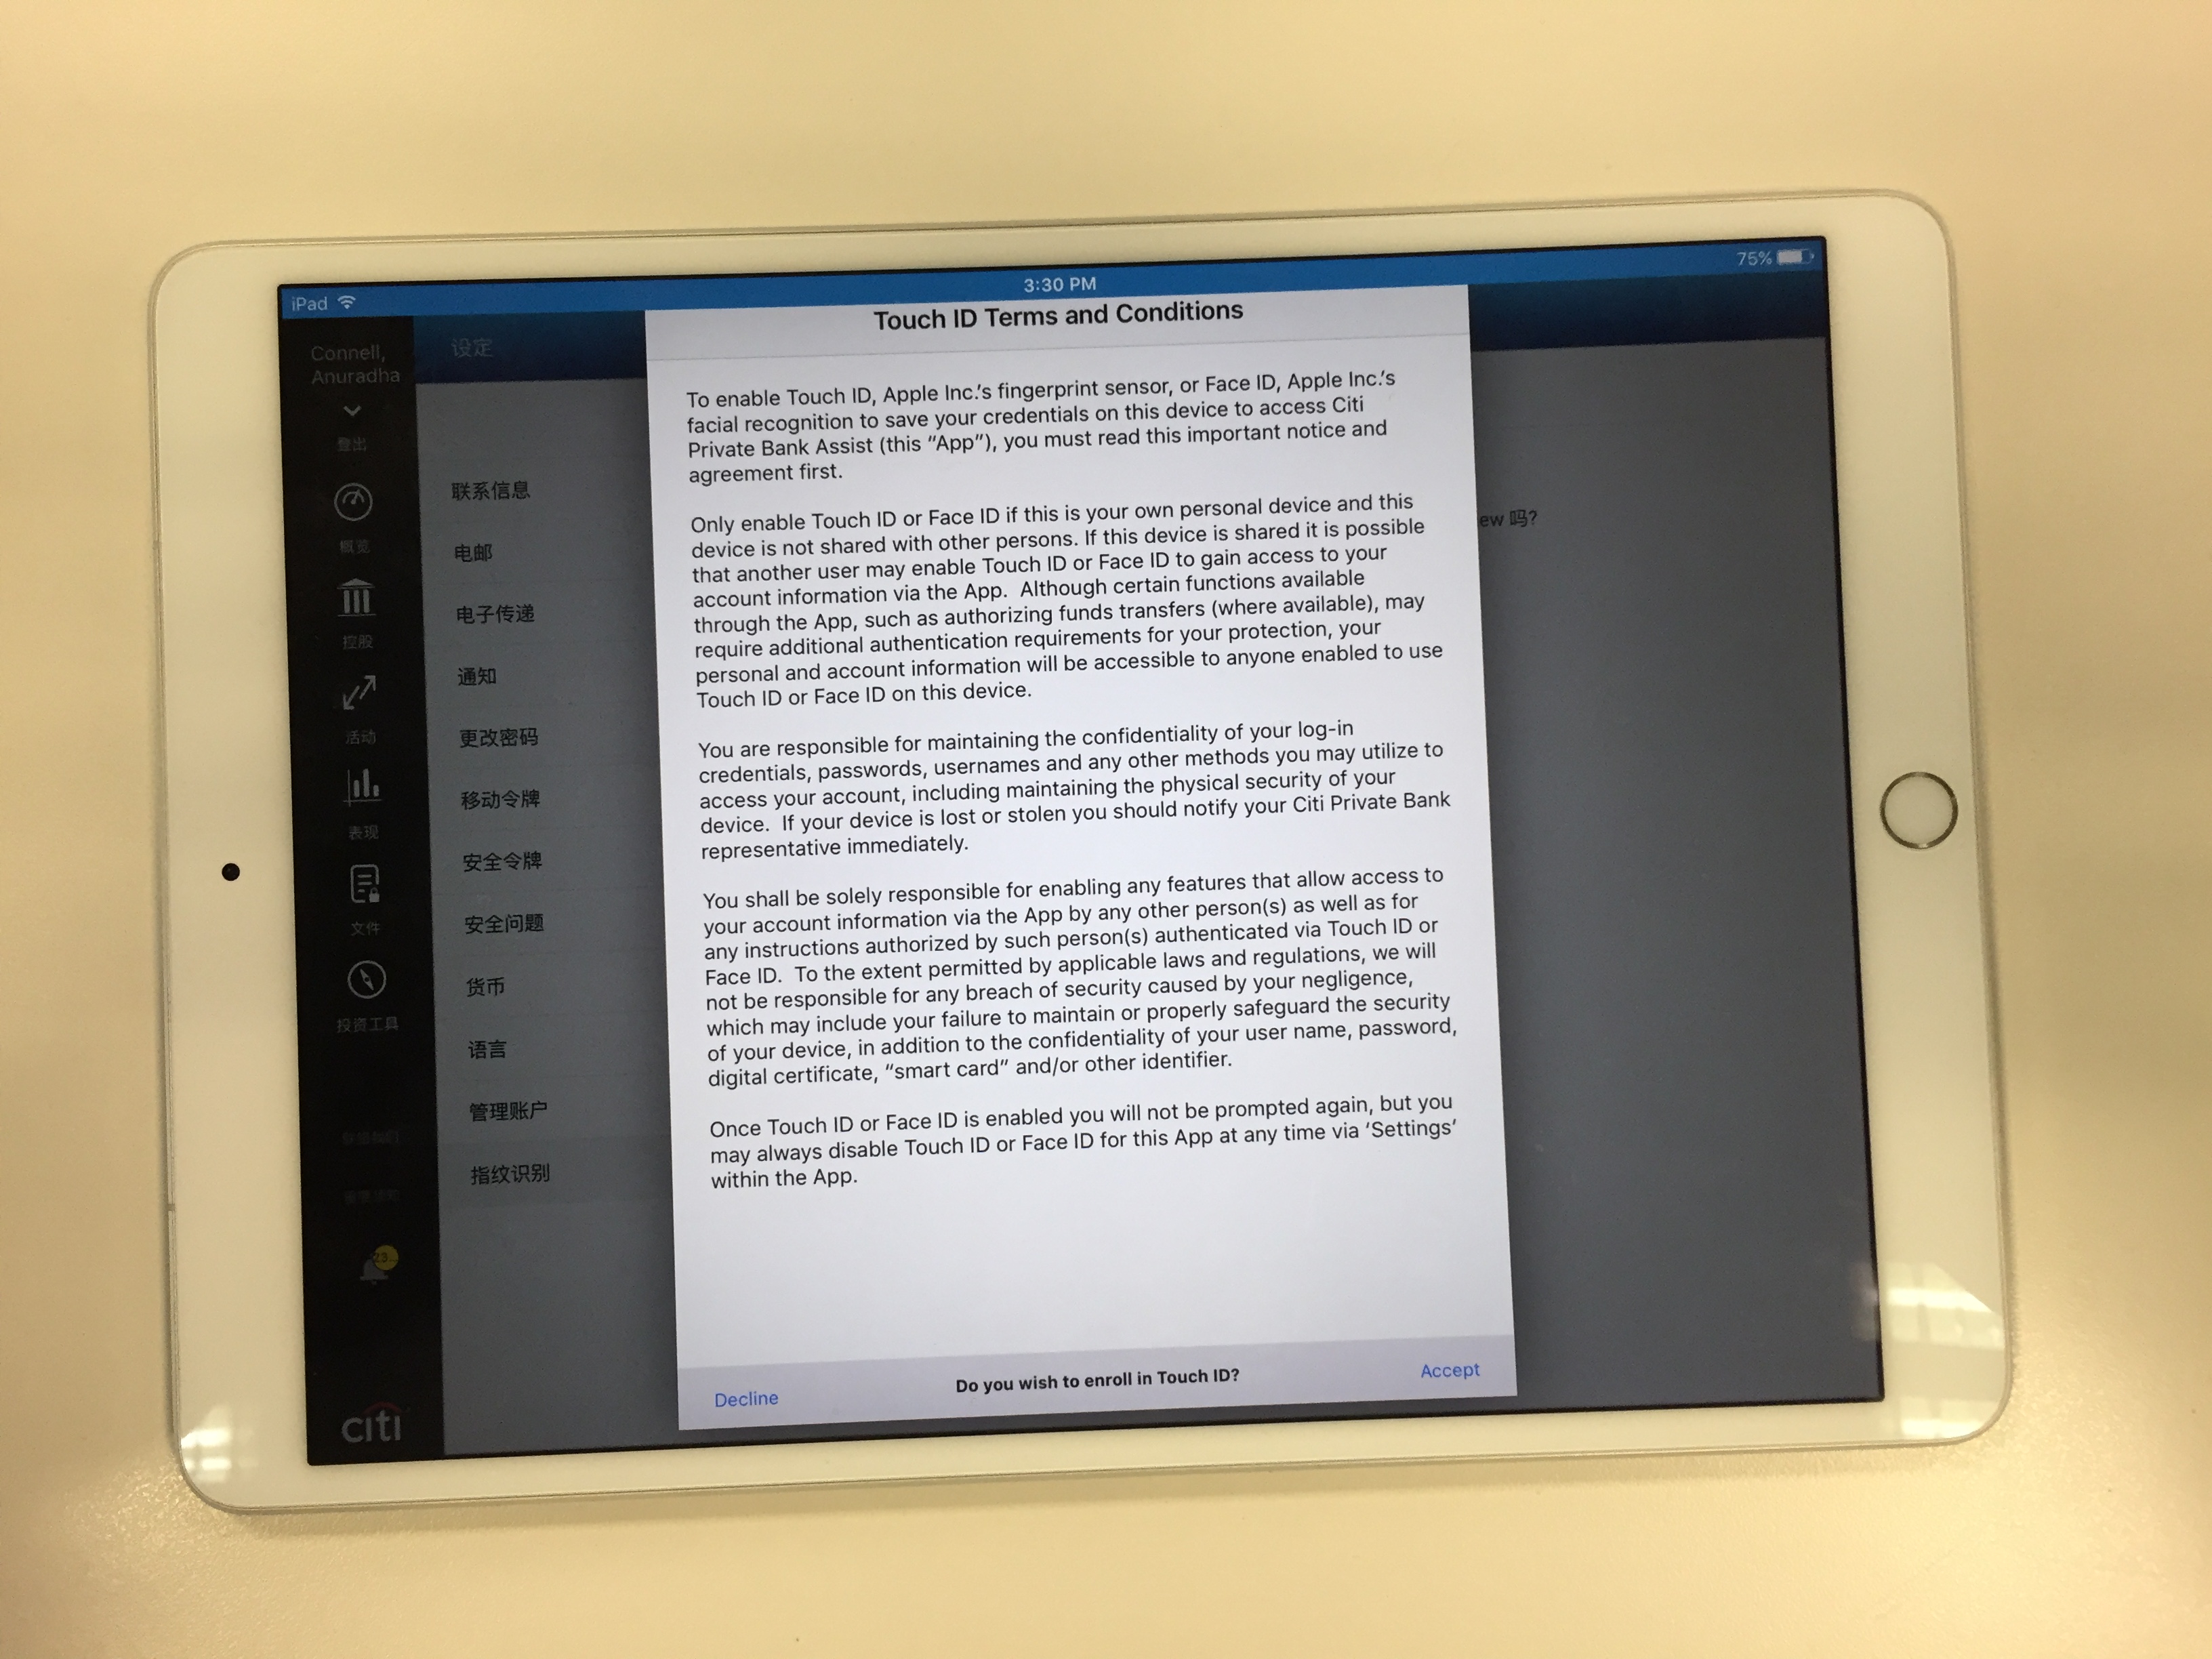 iPad
3:30 PM
75%
Connell,
Anuradha
登出
概览
控股
活动
表现
文件
投资工具
23...
citi
设定
联系信息
电邮
电子传递
通知
更改密码
移动令牌
安全令牌
安全问题
货币
语言
管理账户
指纹识别
ew 吗?
Touch ID Terms and Conditions
To enable Touch ID, Apple Inc.'s fingerprint sensor, or Face ID, Apple Inc.'s
facial recognition to save your credentials on this device to access Citi
Private Bank Assist (this "App"), you must read this important notice and
agreement first.
Only enable Touch ID or Face ID if this is your own personal device and this
device is not shared with other persons. If this device is shared it is possible
that another user may enable Touch ID or Face ID to gain access to your
account information via the App. Although certain functions available
through the App, such as authorizing funds transfers (where available), may
require additional authentication requirements for your protection, your
personal and account information will be accessible to anyone enabled to use
Touch ID or Face ID on this device.
You are responsible for maintaining the confidentiality of your log-in
credentials, passwords, usernames and any other methods you may utilize to
access your account, including maintaining the physical security of your
device. If your device is lost or stolen you should notify your Citi Private Bank
representative immediately.
You shall be solely responsible for enabling any features that allow access to
your account information via the App by any other person(s) as well as for
any instructions authorized by such person(s) authenticated via Touch ID or
Face ID. To the extent permitted by applicable laws and regulations, we will
not be responsible for any breach of security caused by your negligence,
which may include your failure to maintain or properly safeguard the security
of your device, in addition to the confidentiality of your user name, password,
digital certificate, "smart card" and/or other identifier.
Once Touch ID or Face ID is enabled you will not be prompted again, but you
may always disable Touch ID or Face ID for this App at any time via 'Settings'
within the App.
Decline
Do you wish to enroll in Touch ID?
Accept